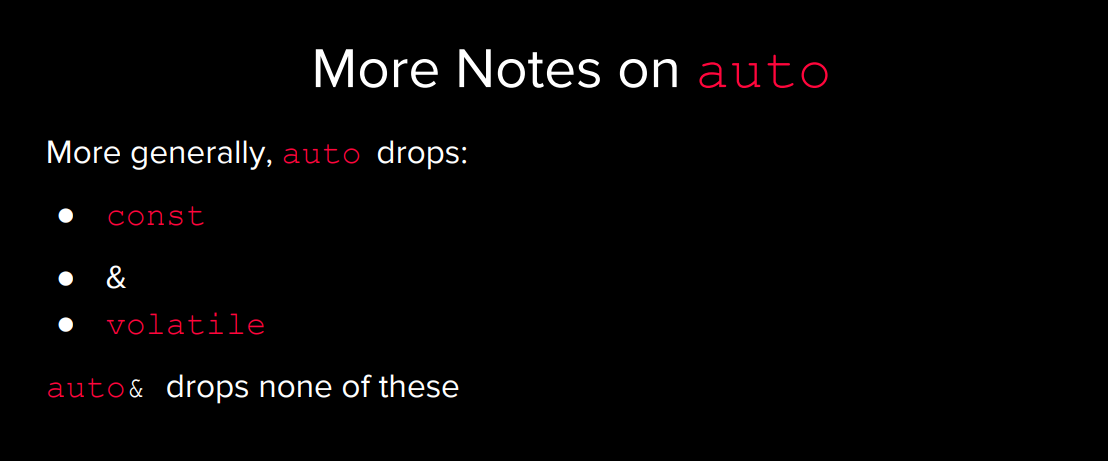 More Notes on auto
More generally, auto drops:
● const
● &
● volatile
auto& drops none of these